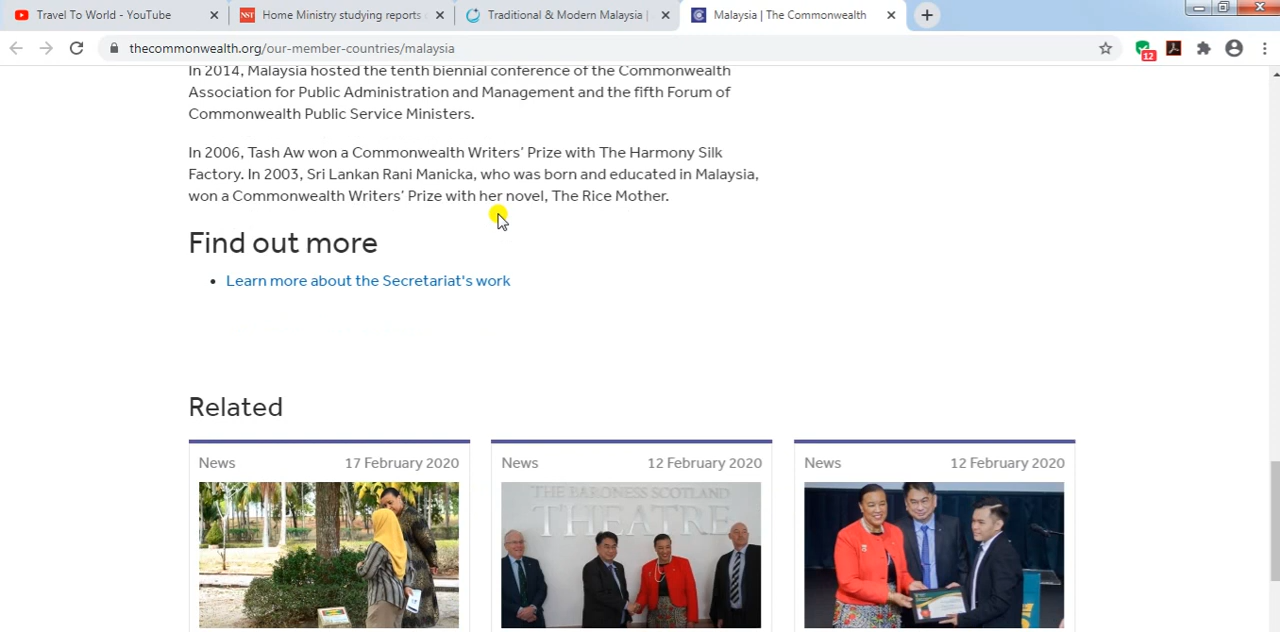 Travel To World - YouTube
Home Ministry studying reports
Traditional & Modern Malaysia |
Malaysia | The Commonwealth
thecommonwealth.org/our-member-countries/malaysia
12
In 2014, Malaysia hosted the tenth biennial conference of the Commonwealth
Association for Public Administration and Management and the fifth Forum of
Commonwealth Public Service Ministers.
In 2006, Tash Aw won a Commonwealth Writers' Prize with The Harmony Silk
Factory. In 2003, Sri Lankan Rani Manicka, who was born and educated in Malaysia,
won a Commonwealth Writers' Prize with her novel, The Rice Mother.
Find out more
• Learn more about the Secretariat's work
Related
News 17 February 2020
News 12 February 2020
News 12 February 2020
THE BARONESS SCOTLAND
THEATRE